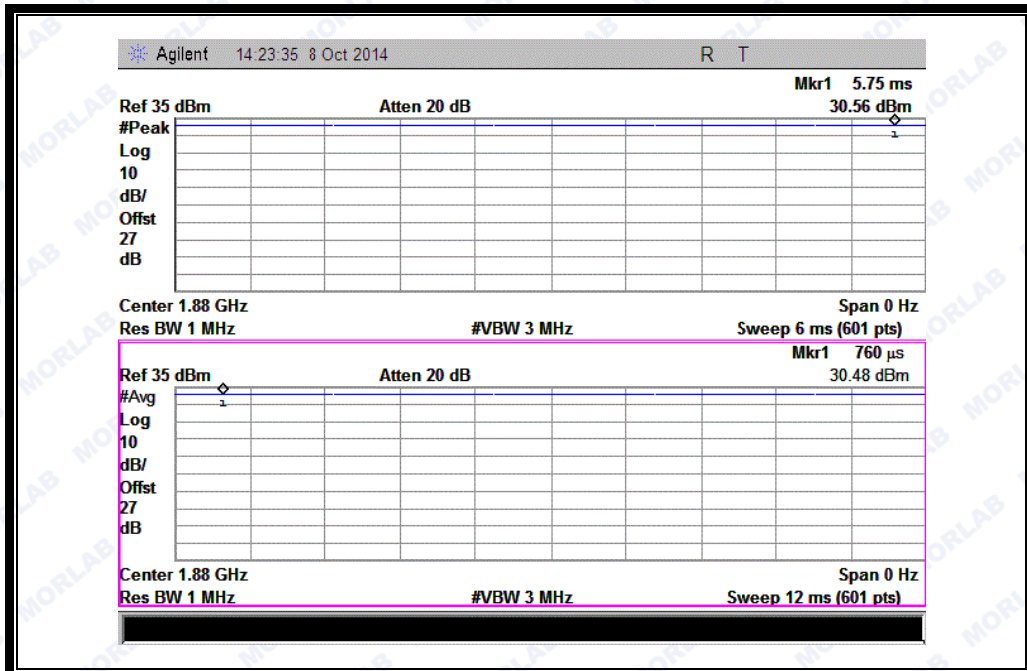 Agilent 14:23:35 8 Oct 2014 R T
Mkr1 5.75 ms
Ref 35 dBm Atten 20 dB 30.56 dBm
#Peak
1
Log
10
dB/
Offst
27
dB
Center 1.88 GHz Span 0 Hz
Res BW 1 MHz #VBW 3 MHz Sweep 6 ms (601 pts)
Mkr1 760 µs
Ref 35 dBm Atten 20 dB 30.48 dBm
#Avg
1
Log
10
dB/
Offst
27
dB
Center 1.88 GHz Span 0 Hz
Res BW 1 MHz #VBW 3 MHz Sweep 12 ms (601 pts)
MORLAB